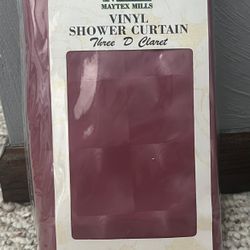 MAYTEX MILLS
VINYL
SHOWER CURTAIN
Three D Claret